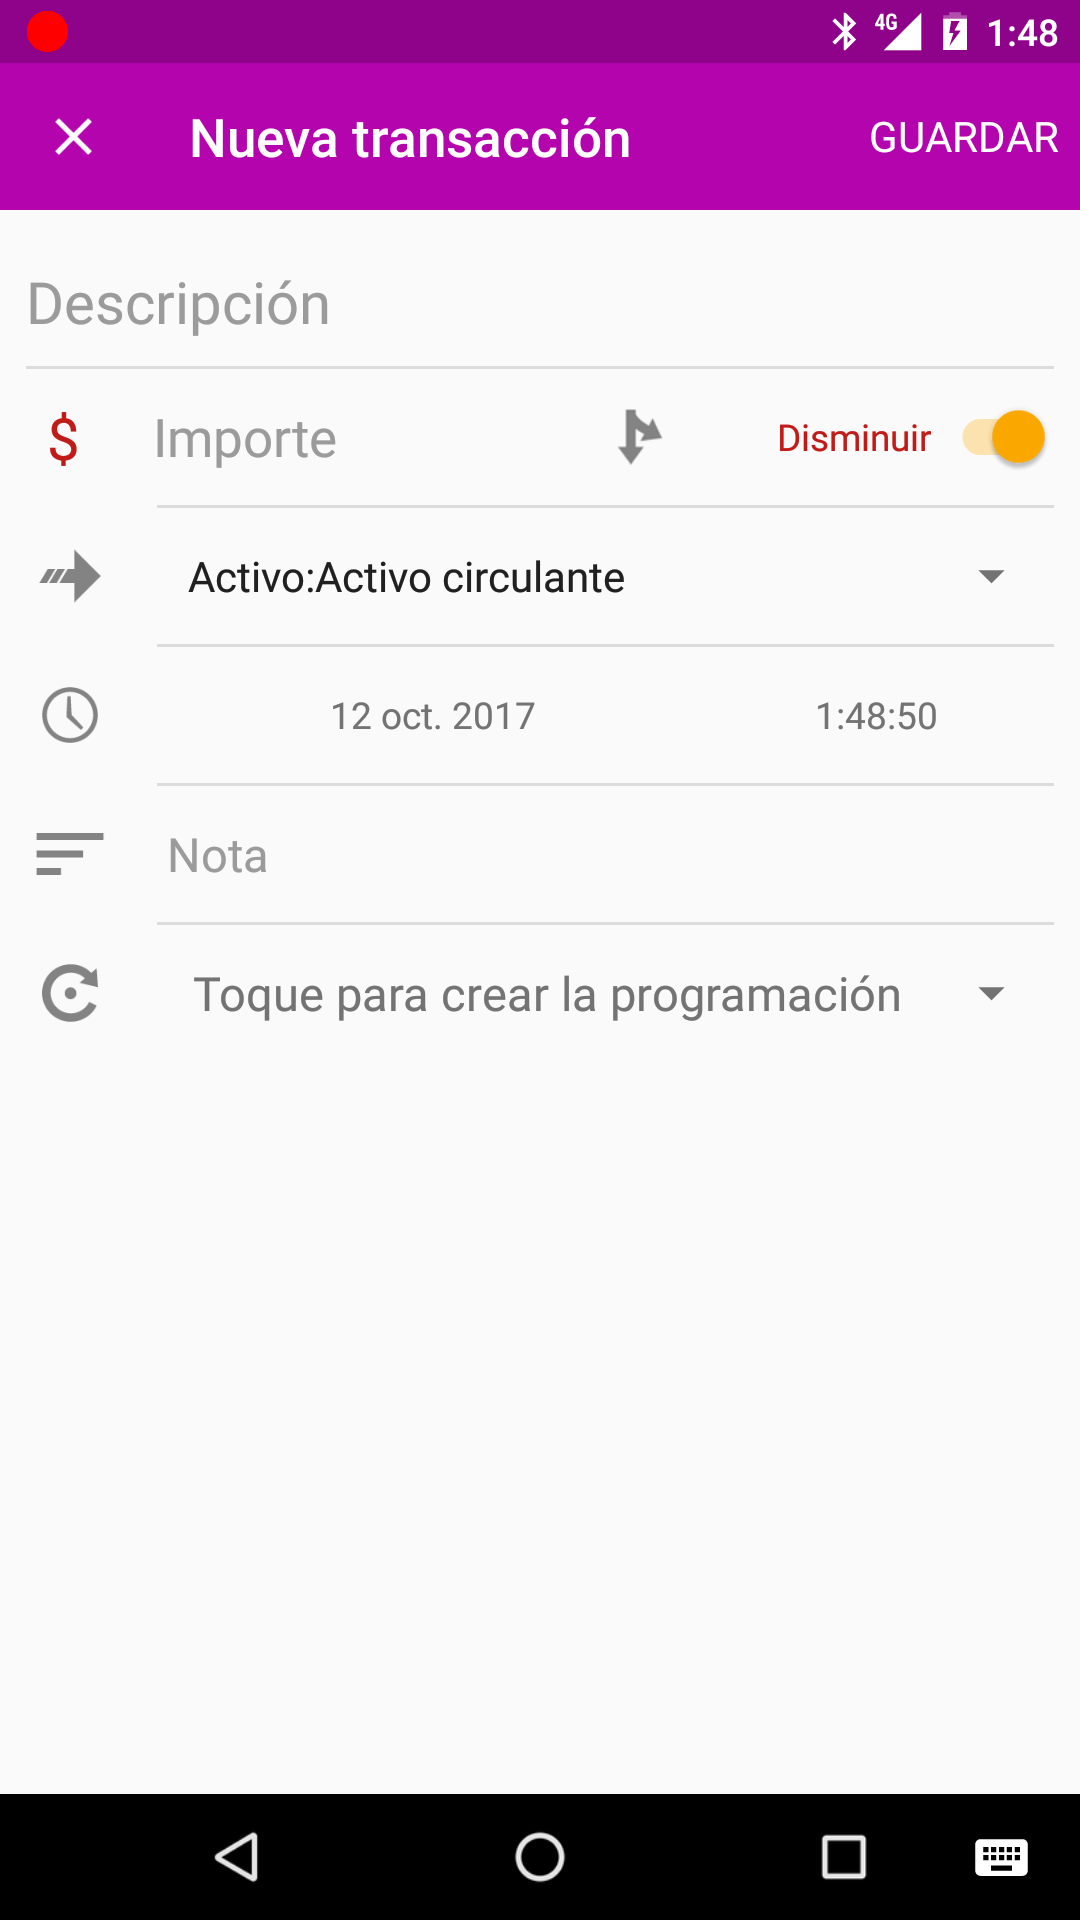 4G 1:48
Nueva transacción GUARDAR
Descripción
$ Importe Disminuir
Activo:Activo circulante
12 oct. 2017 1:48:50
Nota
Toque para crear la programación